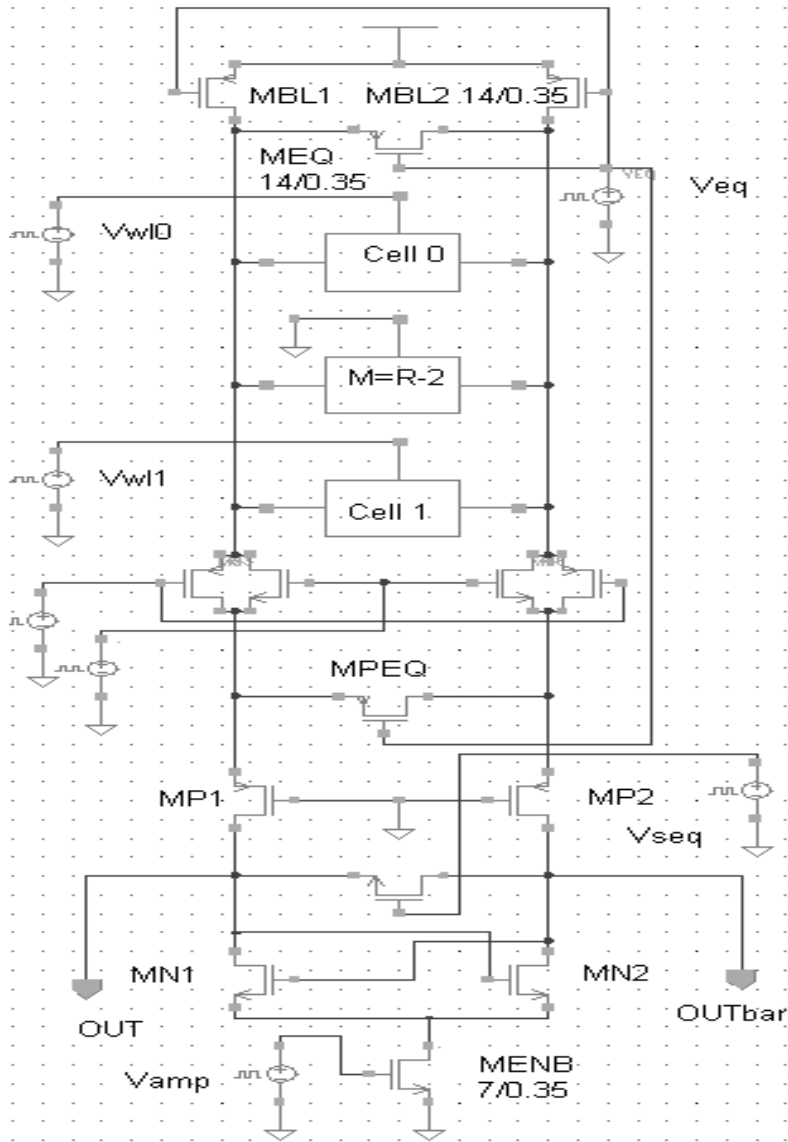 MBL1
MBL2 14/0.35
MEQ
14/0.35
VEQ
Veq
Vwl0
Cell 0
M=R-2
Vwl1
Cell 1
MPEQ
MP1
MP2
Vseq
MN1
MN2
OUT
OUTbar
Vamp
MENB
7/0.35